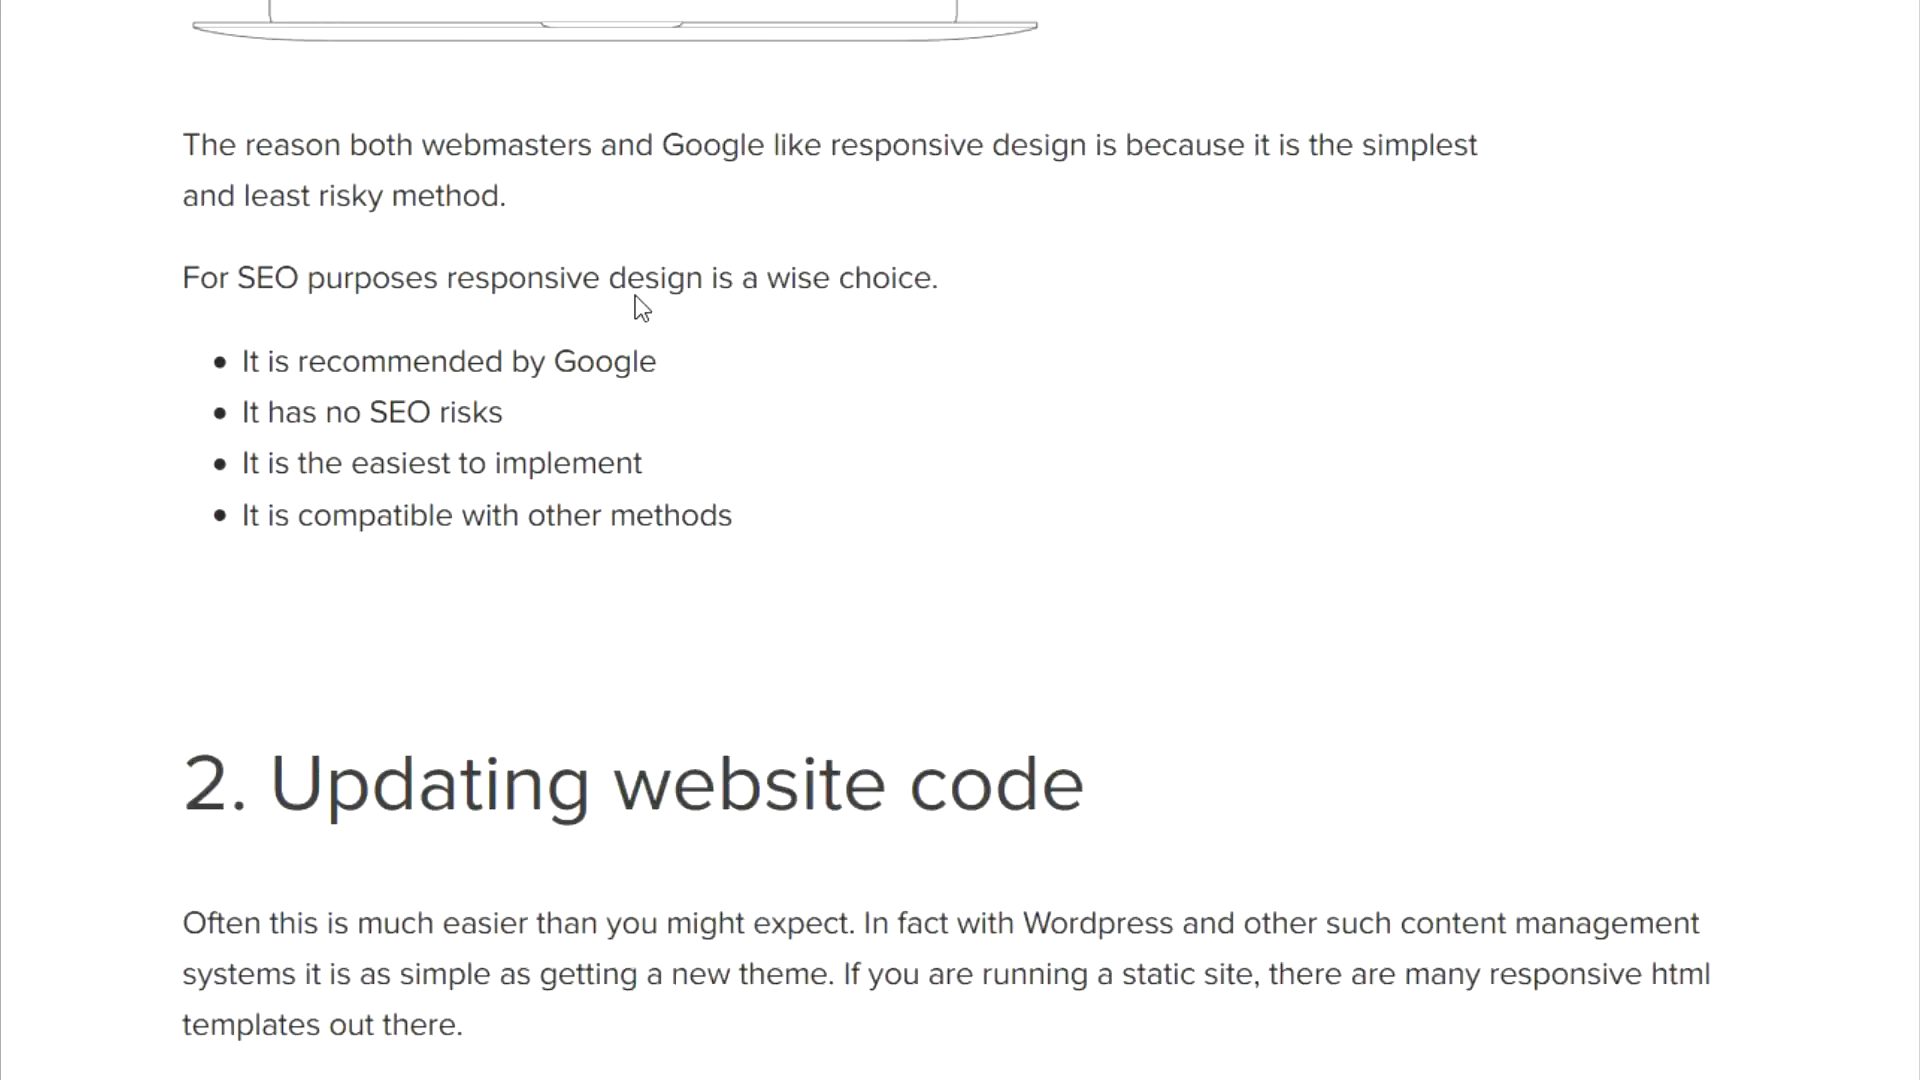 The reason both webmasters and Google like responsive design is because it is the simplest
and least risky method.
For SEO purposes responsive design is a wise choice.
• It is recommended by Google
• It has no SEO risks
• It is the easiest to implement
• It is compatible with other methods
2. Updating website code
Often this is much easier than you might expect. In fact with Wordpress and other such content management
systems it is as simple as getting a new theme. If you are running a static site, there are many responsive html
templates out there.